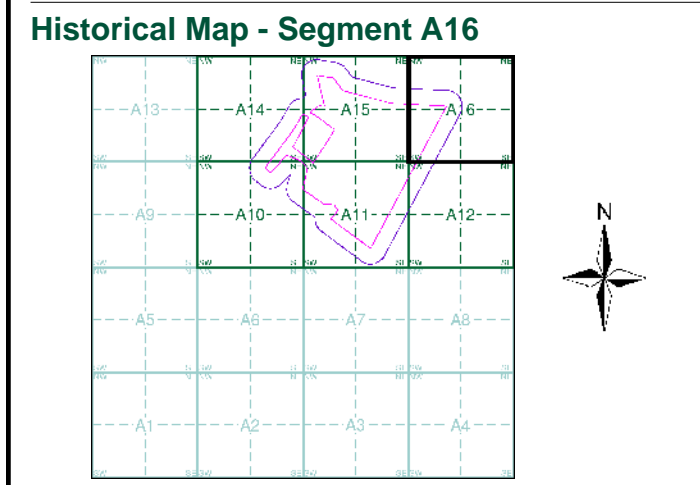 Historical Map - Segment A16
A13 A14 A15 A16
N
A9 A10 A11 A12
A5 A6 A7 A8
A1 A2 A3 A4